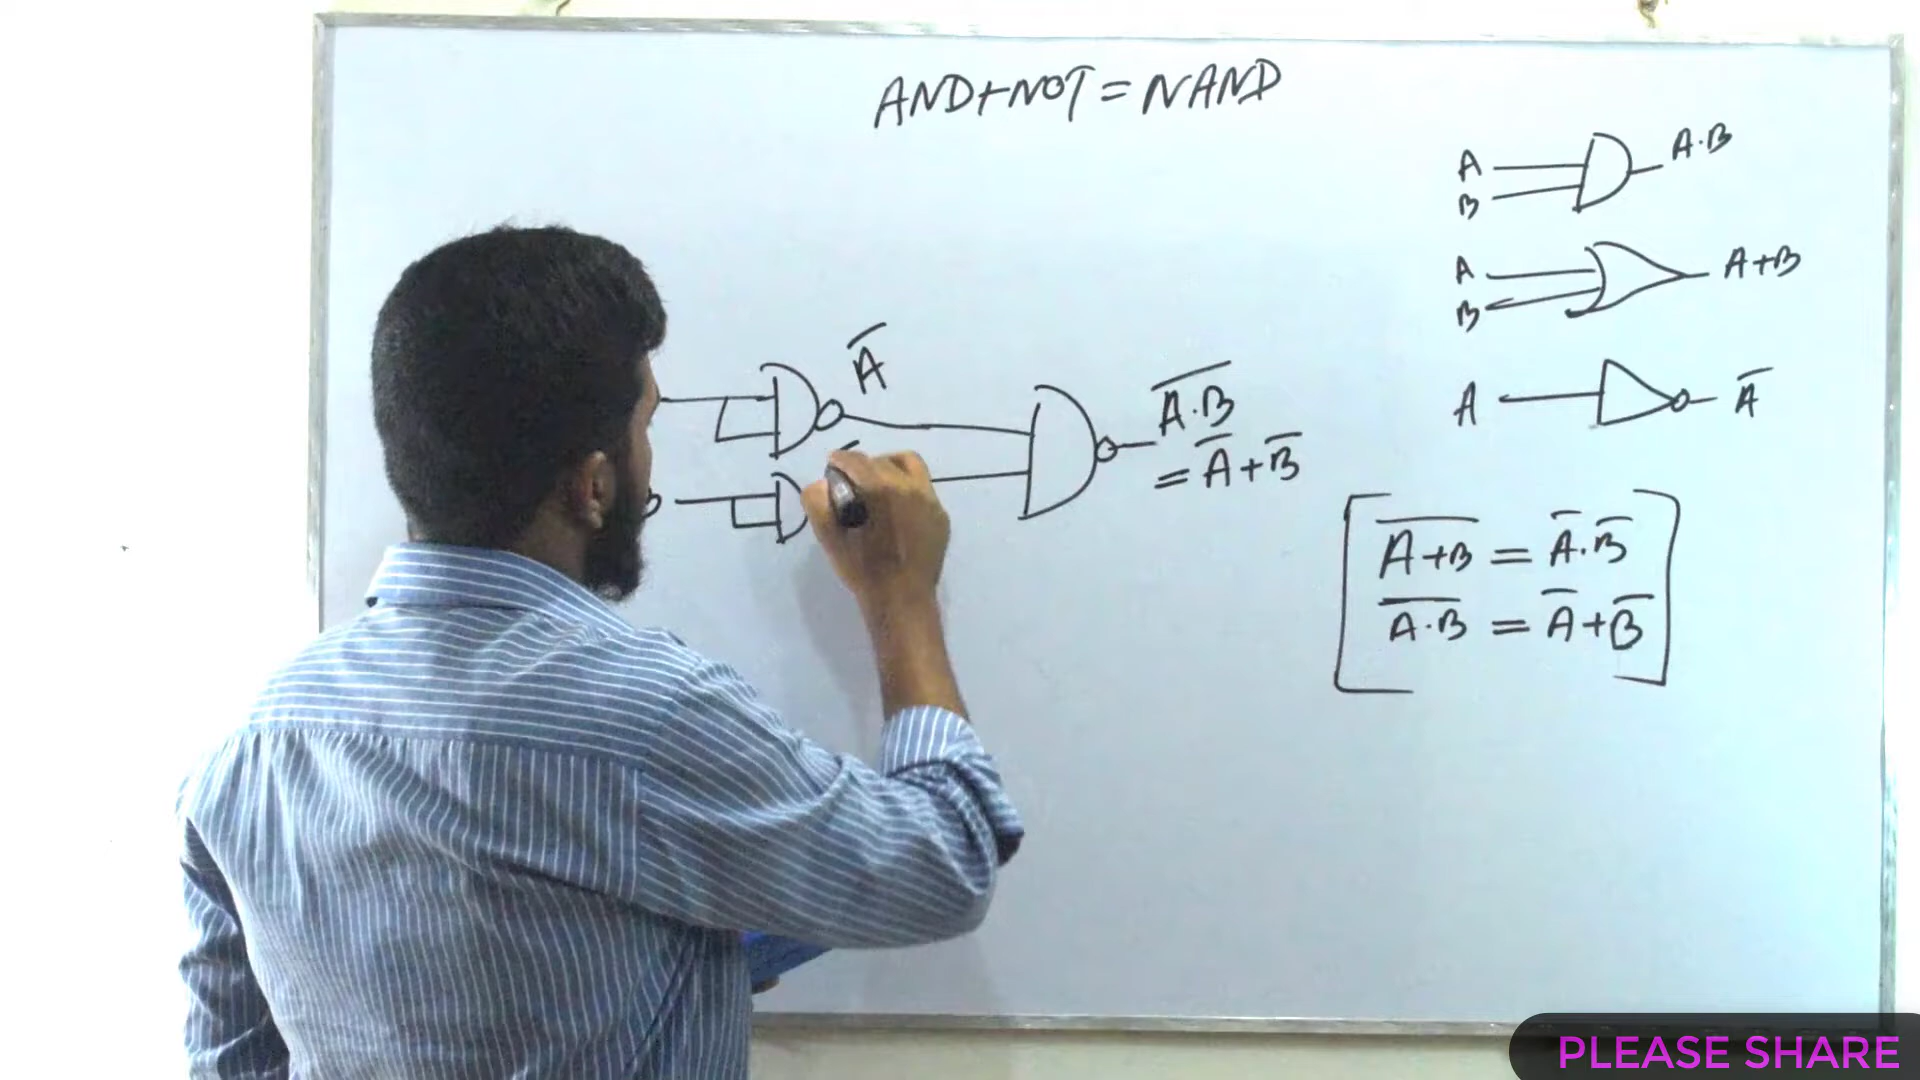 AND+NOT = NAND
A
B
A.B
A
B
A+B
A
A̅
A̅
B
A̅.̅B̅
= A̅ + B̅
A̅+̅B̅ = A̅.B̅
A̅.̅B̅ = A̅+B̅
PLEASE SHARE